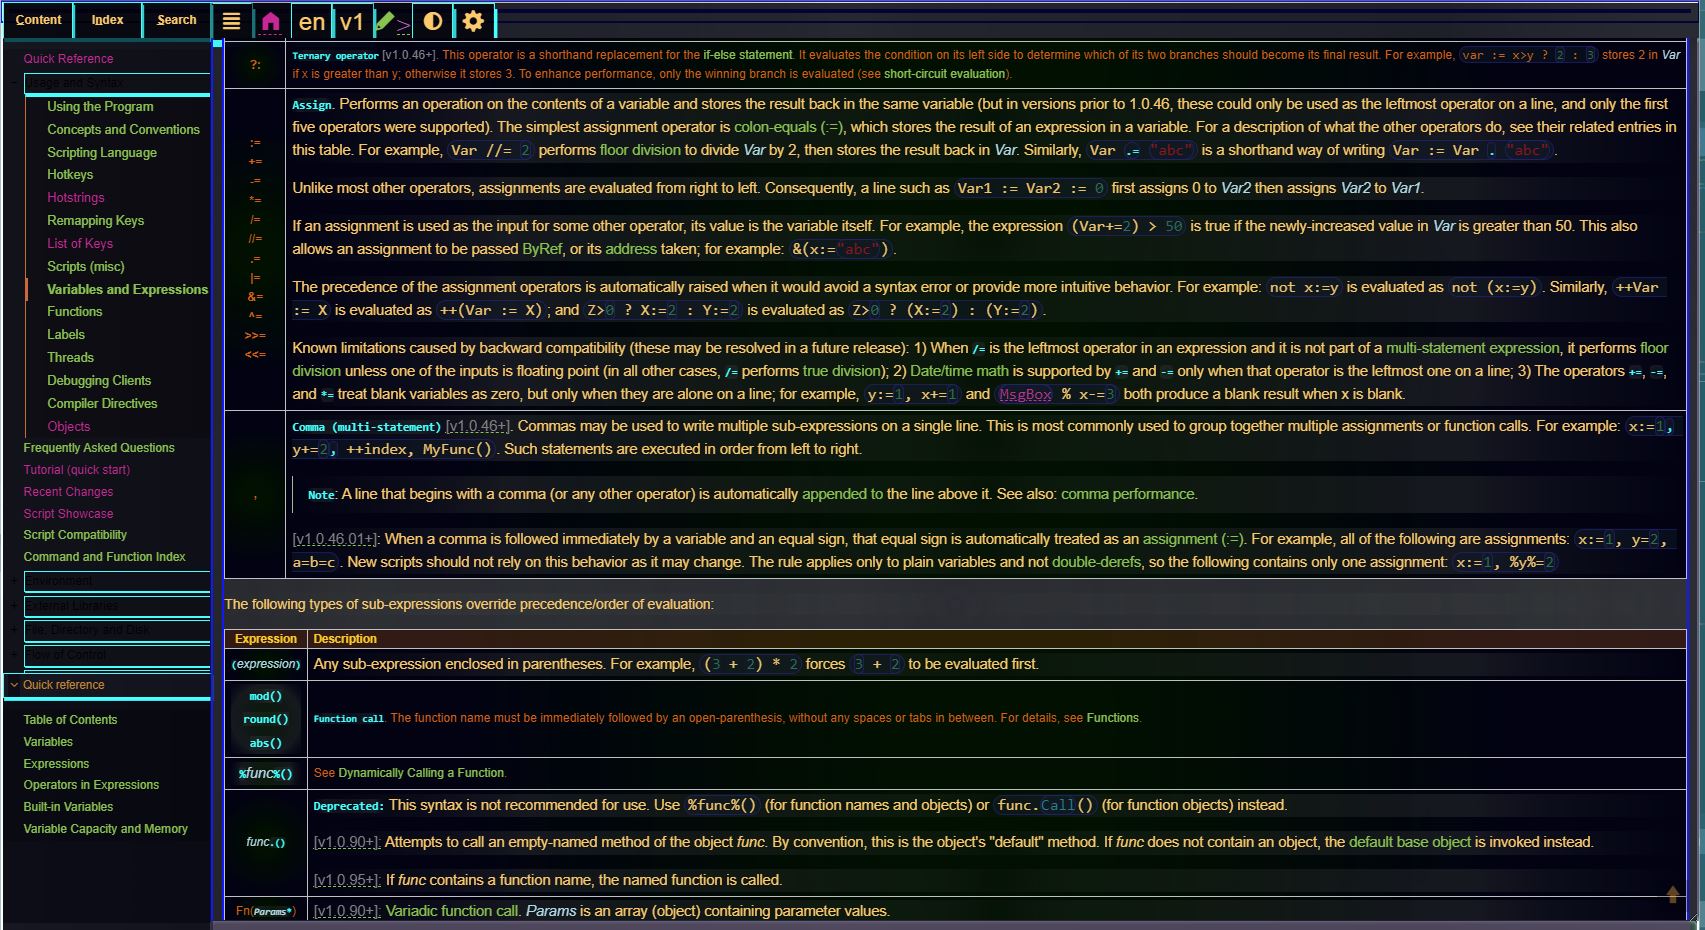 Content Index Search en v1
Quick Reference
Usage and Syntax
Using the Program
Concepts and Conventions
Scripting Language
Hotkeys
Hotstrings
Remapping Keys
List of Keys
Scripts (misc)
Variables and Expressions
Functions
Labels
Threads
Debugging Clients
Compiler Directives
Objects
Frequently Asked Questions
Tutorial (quick start)
Recent Changes
Script Showcase
Script Compatibility
Command and Function Index
Environment
External Libraries
File, Directory and Disk
Flow of Control
Quick reference
Table of Contents
Variables
Expressions
Operators in Expressions
Built-in Variables
Variable Capacity and Memory
?:
Ternary operator [v1.0.46+]. This operator is a shorthand replacement for the if-else statement. It evaluates the condition on its left side to determine which of its two branches should become its final result. For example, var := x>y ? 2 : 3 stores 2 in Var
if x is greater than y; otherwise it stores 3. To enhance performance, only the winning branch is evaluated (see short-circuit evaluation).
:=
+=
-=
*=
/=
//=
.=
|=
&=
^=
>>=
<<=
Assign. Performs an operation on the contents of a variable and stores the result back in the same variable (but in versions prior to 1.0.46, these could only be used as the leftmost operator on a line, and only the first
five operators were supported). The simplest assignment operator is colon-equals (:=), which stores the result of an expression in a variable. For a description of what the other operators do, see their related entries in
this table. For example, Var //= 2 performs floor division to divide Var by 2, then stores the result back in Var. Similarly, Var .= "abc" is a shorthand way of writing Var := Var . "abc".
Unlike most other operators, assignments are evaluated from right to left. Consequently, a line such as Var1 := Var2 := 0 first assigns 0 to Var2 then assigns Var2 to Var1.
If an assignment is used as the input for some other operator, its value is the variable itself. For example, the expression (Var+=2) > 50 is true if the newly-increased value in Var is greater than 50. This also
allows an assignment to be passed ByRef, or its address taken; for example: &(x:="abc").
The precedence of the assignment operators is automatically raised when it would avoid a syntax error or provide more intuitive behavior. For example: not x:=y is evaluated as not (x:=y). Similarly, ++Var
:= X is evaluated as ++(Var := X); and Z>0 ? X:=2 : Y:=2 is evaluated as Z>0 ? (X:=2) : (Y:=2).
Known limitations caused by backward compatibility (these may be resolved in a future release): 1) When /= is the leftmost operator in an expression and it is not part of a multi-statement expression, it performs floor
division unless one of the inputs is floating point (in all other cases, /= performs true division); 2) Date/time math is supported by += and -= only when that operator is the leftmost one on a line; 3) The operators +=, -=,
and *= treat blank variables as zero, but only when they are alone on a line; for example, y:=1, x+=1 and MsgBox % x-=3 both produce a blank result when x is blank.
,
Comma (multi-statement) [v1.0.46+]. Commas may be used to write multiple sub-expressions on a single line. This is most commonly used to group together multiple assignments or function calls. For example: x:=1,
y+=2, ++index, MyFunc(). Such statements are executed in order from left to right.
Note: A line that begins with a comma (or any other operator) is automatically appended to the line above it. See also: comma performance.
[v1.0.46.01+]: When a comma is followed immediately by a variable and an equal sign, that equal sign is automatically treated as an assignment (:=). For example, all of the following are assignments: x:=1, y=2,
a=b=c. New scripts should not rely on this behavior as it may change. The rule applies only to plain variables and not double-derefs, so the following contains only one assignment: x:=1, %y%=2
The following types of sub-expressions override precedence/order of evaluation:
Expression Description
(expression) Any sub-expression enclosed in parentheses. For example, (3 + 2) * 2 forces 3 + 2 to be evaluated first.
mod()
round()
abs()
Function call. The function name must be immediately followed by an open-parenthesis, without any spaces or tabs in between. For details, see Functions.
%func%() See Dynamically Calling a Function.
func.()
Deprecated: This syntax is not recommended for use. Use %func%() (for function names and objects) or func.Call() (for function objects) instead.
[v1.0.90+]: Attempts to call an empty-named method of the object func. By convention, this is the object's "default" method. If func does not contain an object, the default base object is invoked instead.
[v1.0.95+]: If func contains a function name, the named function is called.
Fn(Params*) [v1.0.90+]: Variadic function call. Params is an array (object) containing parameter values.